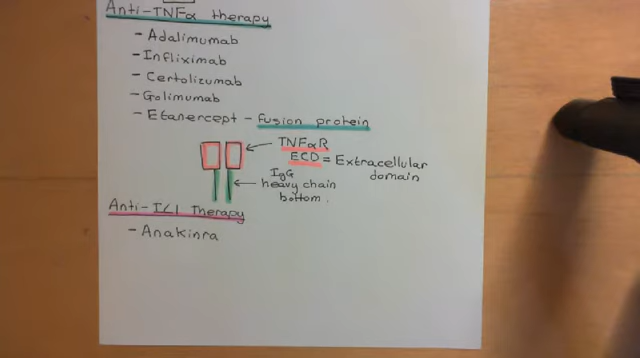 Anti-TNFα therapy
- Adalimumab
- Infliximab
- Certolizumab
- Golimumab
- Etanercept - fusion protein
TNFαR
ECD = Extracellular
domain
IgG
heavy chain
bottom.
Anti-IL1 Therapy
- Anakinra